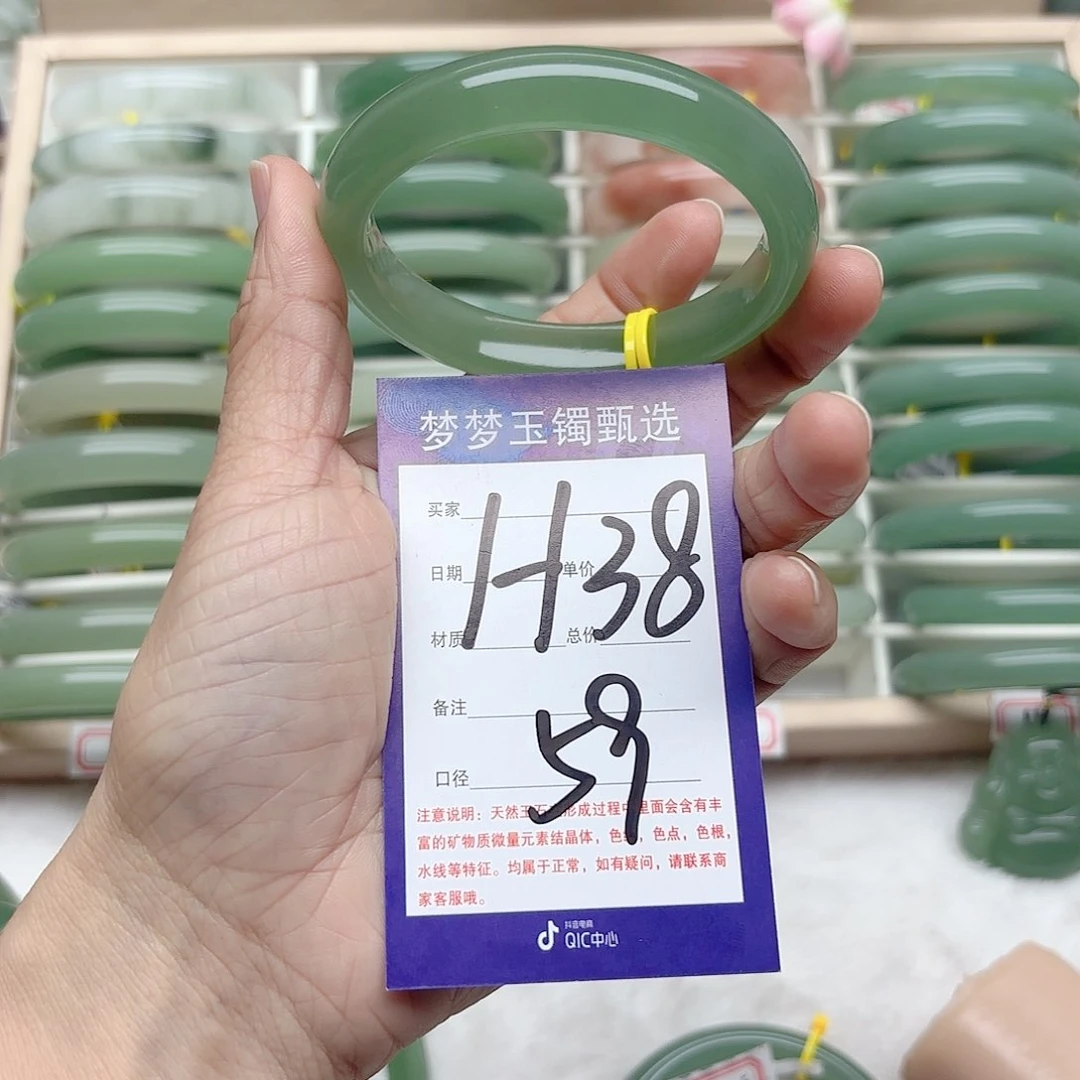 梦梦玉镯甄选
买家
H38
日期 单价
材质 总价
备注
59
口径
注意说明：天然玉石 形成过程中里面会含有丰
富的矿物质微量元素结晶体，色 ，色点，色根，
水线等特征。均属于正常，如有疑问，请联系商
家客服哦。
抖音电商
QIC中心